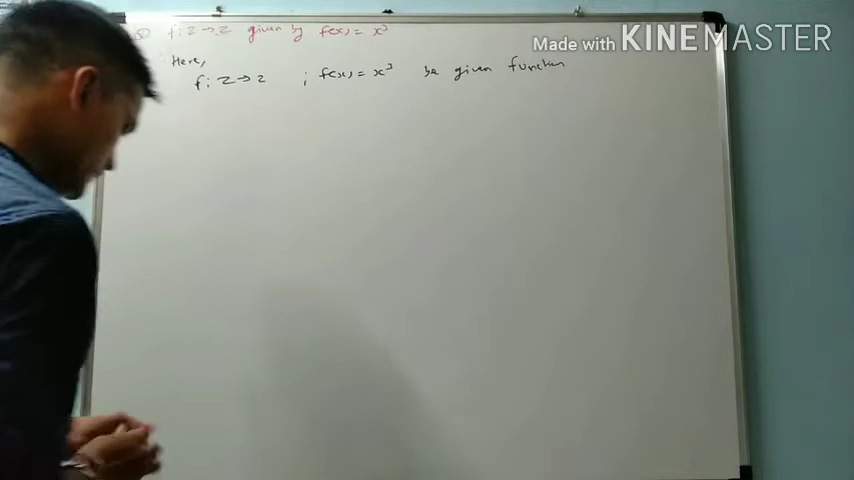 f: Z → Z given by f(x) = x³
Made with KINEMASTER
Here,
f: Z → Z ; f(x) = x³ be given function